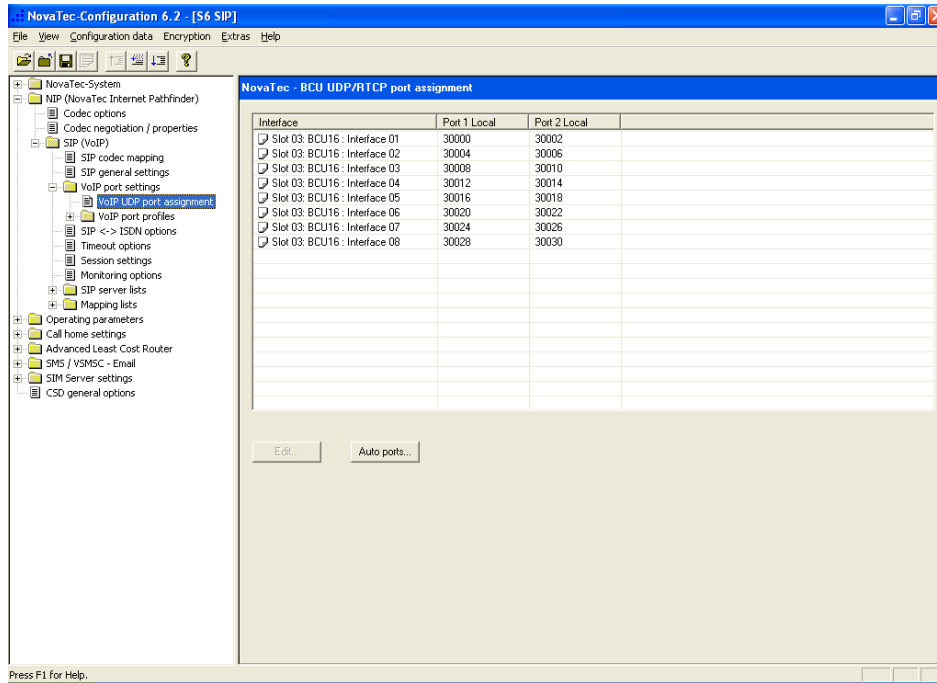 NovaTec-Configuration 6.2 - [S6 SIP]
File View Configuration data Encryption Extras Help
NovaTec-System
NIP (NovaTec Internet Pathfinder)
Codec options
Codec negotiation / properties
SIP (VoIP)
SIP codec mapping
SIP general settings
VoIP port settings
VoIP UDP port assignment
VoIP port profiles
SIP <-> ISDN options
Timeout options
Session settings
Monitoring options
SIP server lists
Mapping lists
Operating parameters
Call home settings
Advanced Least Cost Router
SMS / VSMSC - Email
SIM Server settings
CSD general options
NovaTec - BCU UDP/RTCP port assignment
Interface Port 1 Local Port 2 Local
Slot 03: BCU16 : Interface 01 30000 30002
Slot 03: BCU16 : Interface 02 30004 30006
Slot 03: BCU16 : Interface 03 30008 30010
Slot 03: BCU16 : Interface 04 30012 30014
Slot 03: BCU16 : Interface 05 30016 30018
Slot 03: BCU16 : Interface 06 30020 30022
Slot 03: BCU16 : Interface 07 30024 30026
Slot 03: BCU16 : Interface 08 30028 30030
Edit... Auto ports...
Press F1 for Help.